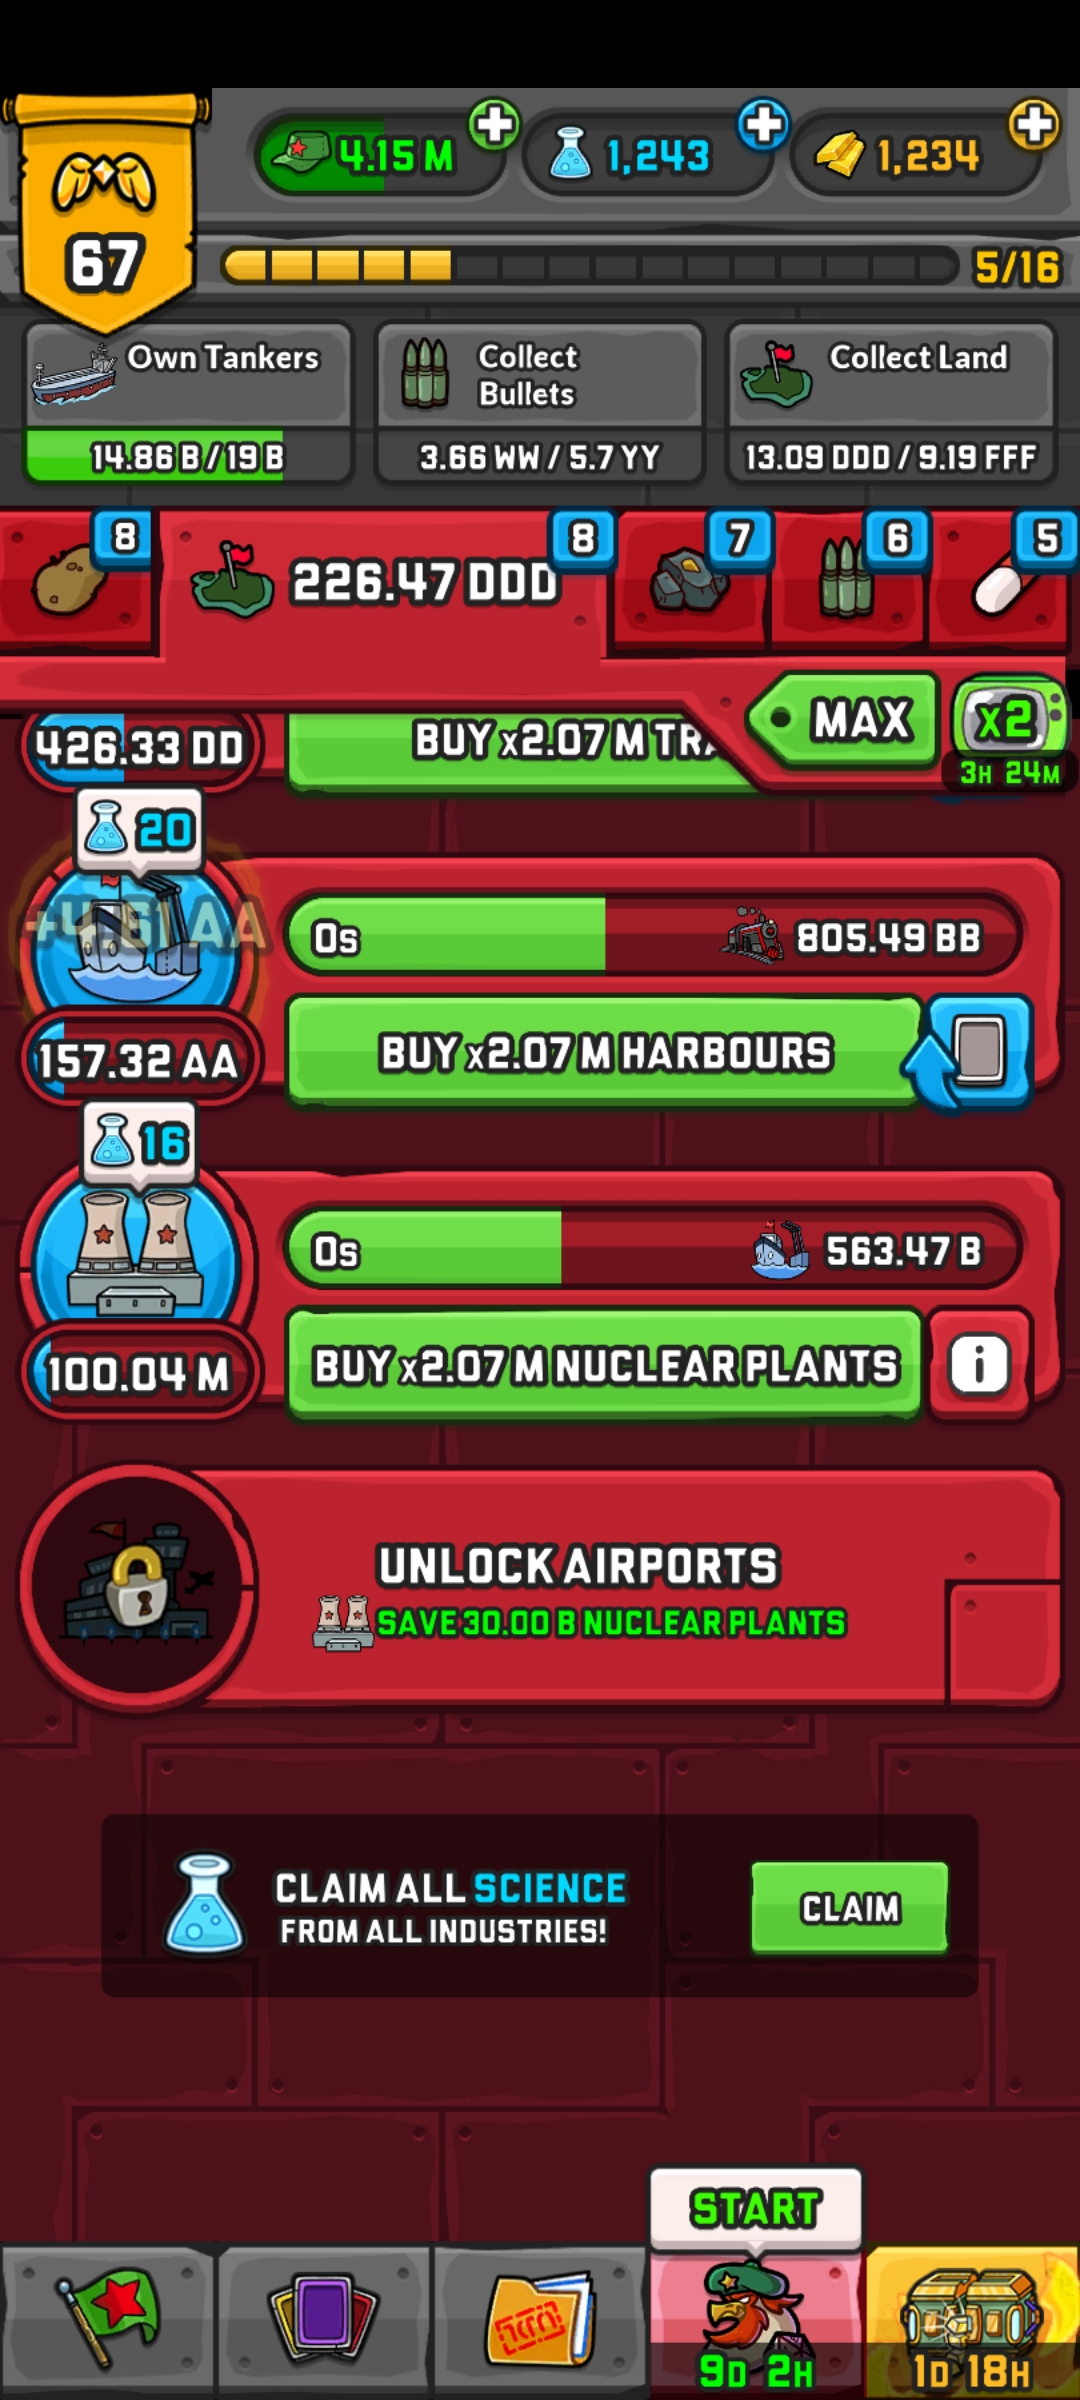 4.15 M
1,243
1,234
67
5/16
Own Tankers
14.86 B / 19 B
Collect
Bullets
3.66 WW / 5.7 YY
Collect Land
13.09 DDD / 9.19 FFF
8
226.47 DDD
8
7
6
5
MAX
x2
3H 24M
426.33 DD
BUY x2.07 M TRA
20
+4.61 AA
0s
805.49 BB
157.32 AA
BUY x2.07 M HARBOURS
16
0s
563.47 B
100.04 M
BUY x2.07 M NUCLEAR PLANTS
i
UNLOCK AIRPORTS
SAVE 30.00 B NUCLEAR PLANTS
CLAIM ALL SCIENCE
FROM ALL INDUSTRIES!
CLAIM
START
9D 2H
1D 18H